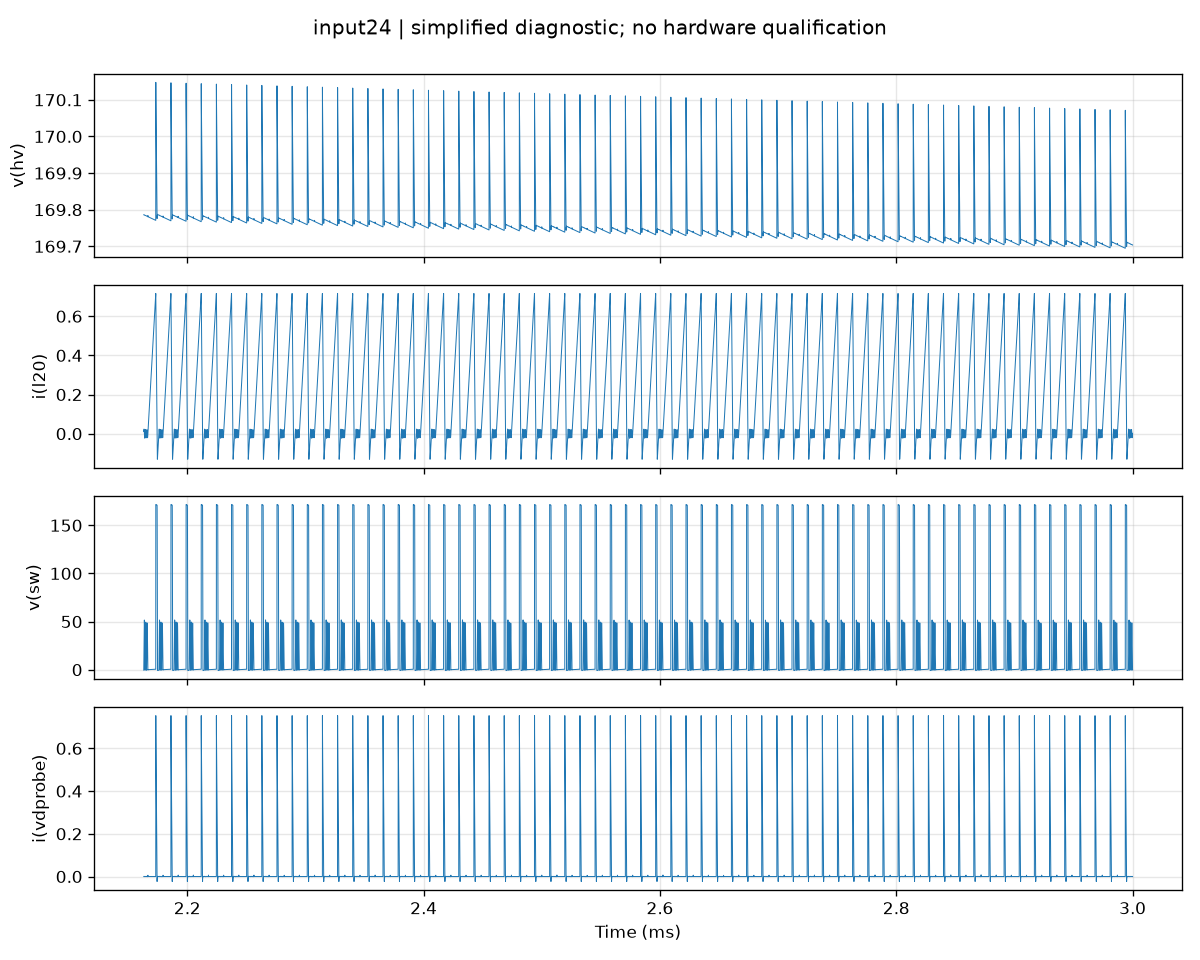 input24 | simplified diagnostic; no hardware qualification
v(hv)
170.1
170.0
169.9
169.8
169.7
i(l20)
0.6
0.4
0.2
0.0
v(sw)
150
100
50
0
i(vdprobe)
0.6
0.4
0.2
0.0
2.2 2.4 2.6 2.8 3.0
Time (ms)